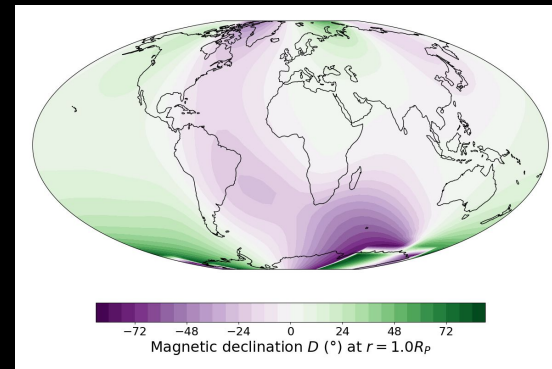 −72 −48 −24 0 24 48 72
Magnetic declination D (°) at r = 1.0R_P